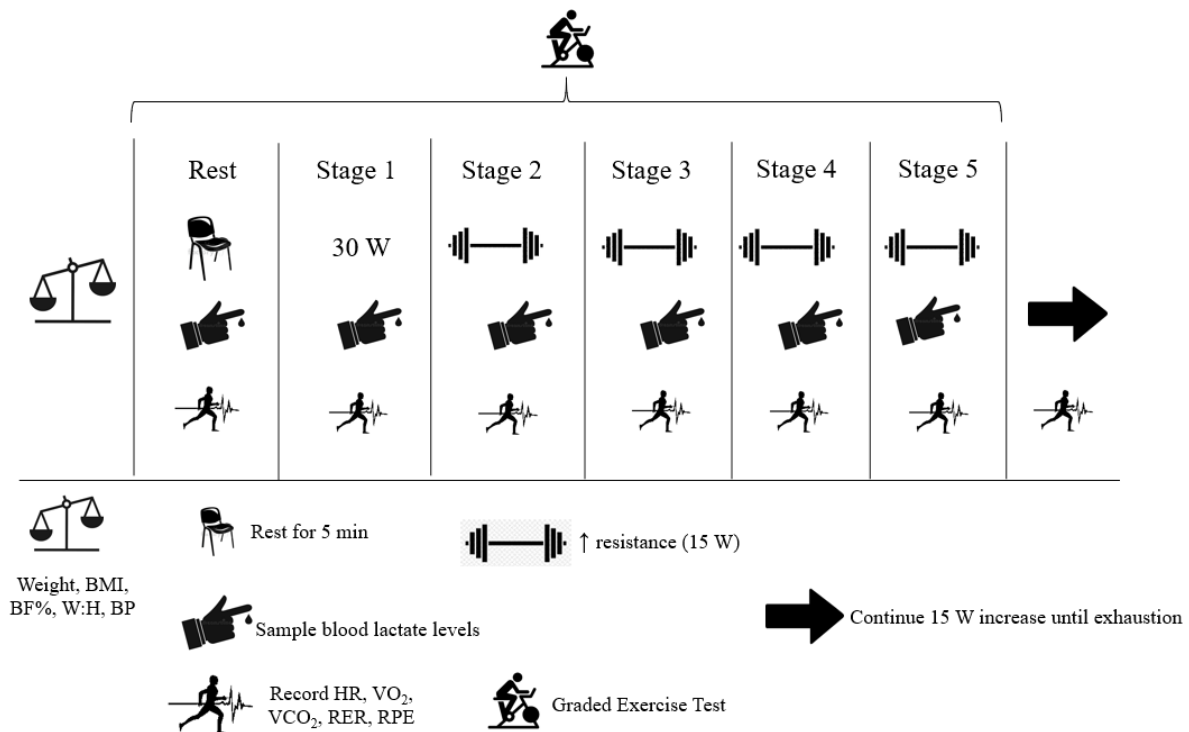 Rest
Stage 1
Stage 2
Stage 3
Stage 4
Stage 5
30 W
Weight, BMI,
BF%, W:H, BP
Rest for 5 min
↑ resistance (15 W)
Sample blood lactate levels
Continue 15 W increase until exhaustion
Record HR, VO₂,
VCO₂, RER, RPE
Graded Exercise Test